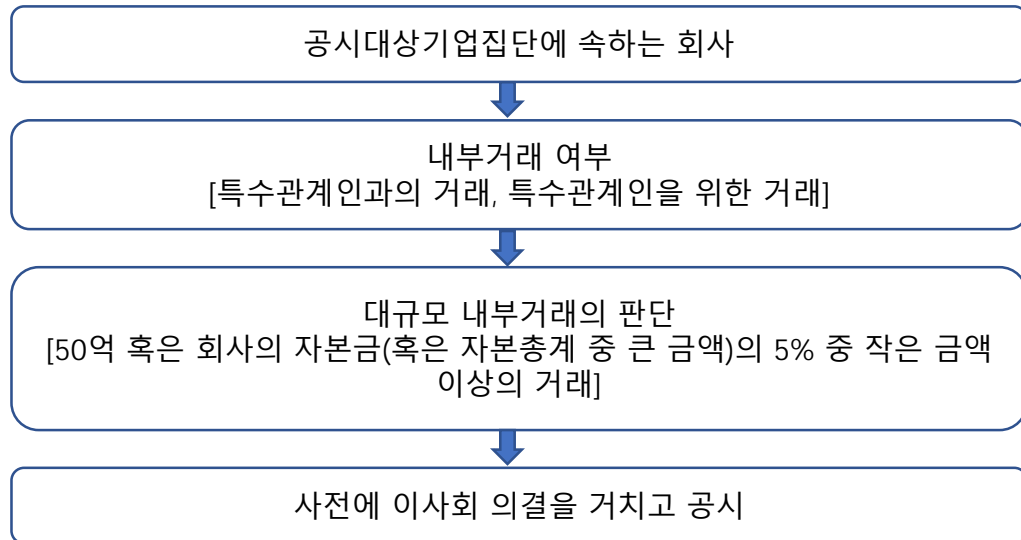 공시대상기업집단에 속하는 회사
내부거래 여부
[특수관계인과의 거래, 특수관계인을 위한 거래]
대규모 내부거래의 판단
[50억 혹은 회사의 자본금(혹은 자본총계 중 큰 금액)의 5% 중 작은 금액
이상의 거래]
사전에 이사회 의결을 거치고 공시